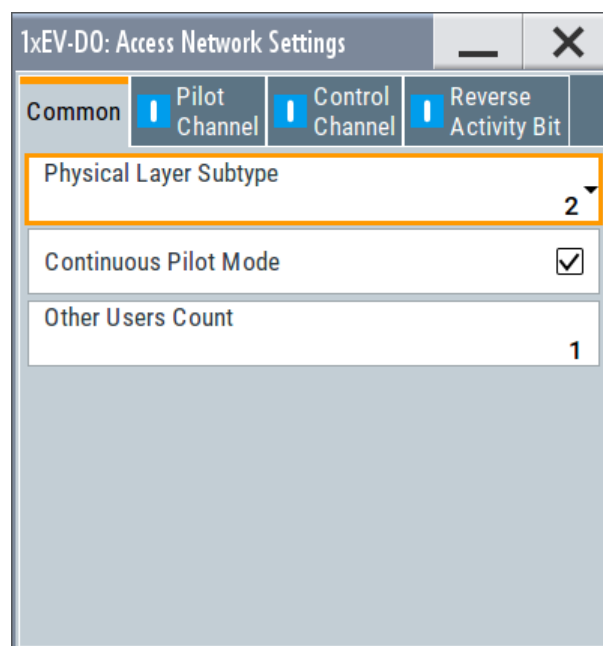 1xEV-DO: Access Network Settings
Common
Pilot
Channel
Control
Channel
Reverse
Activity Bit
Physical Layer Subtype
2
Continuous Pilot Mode
Other Users Count
1